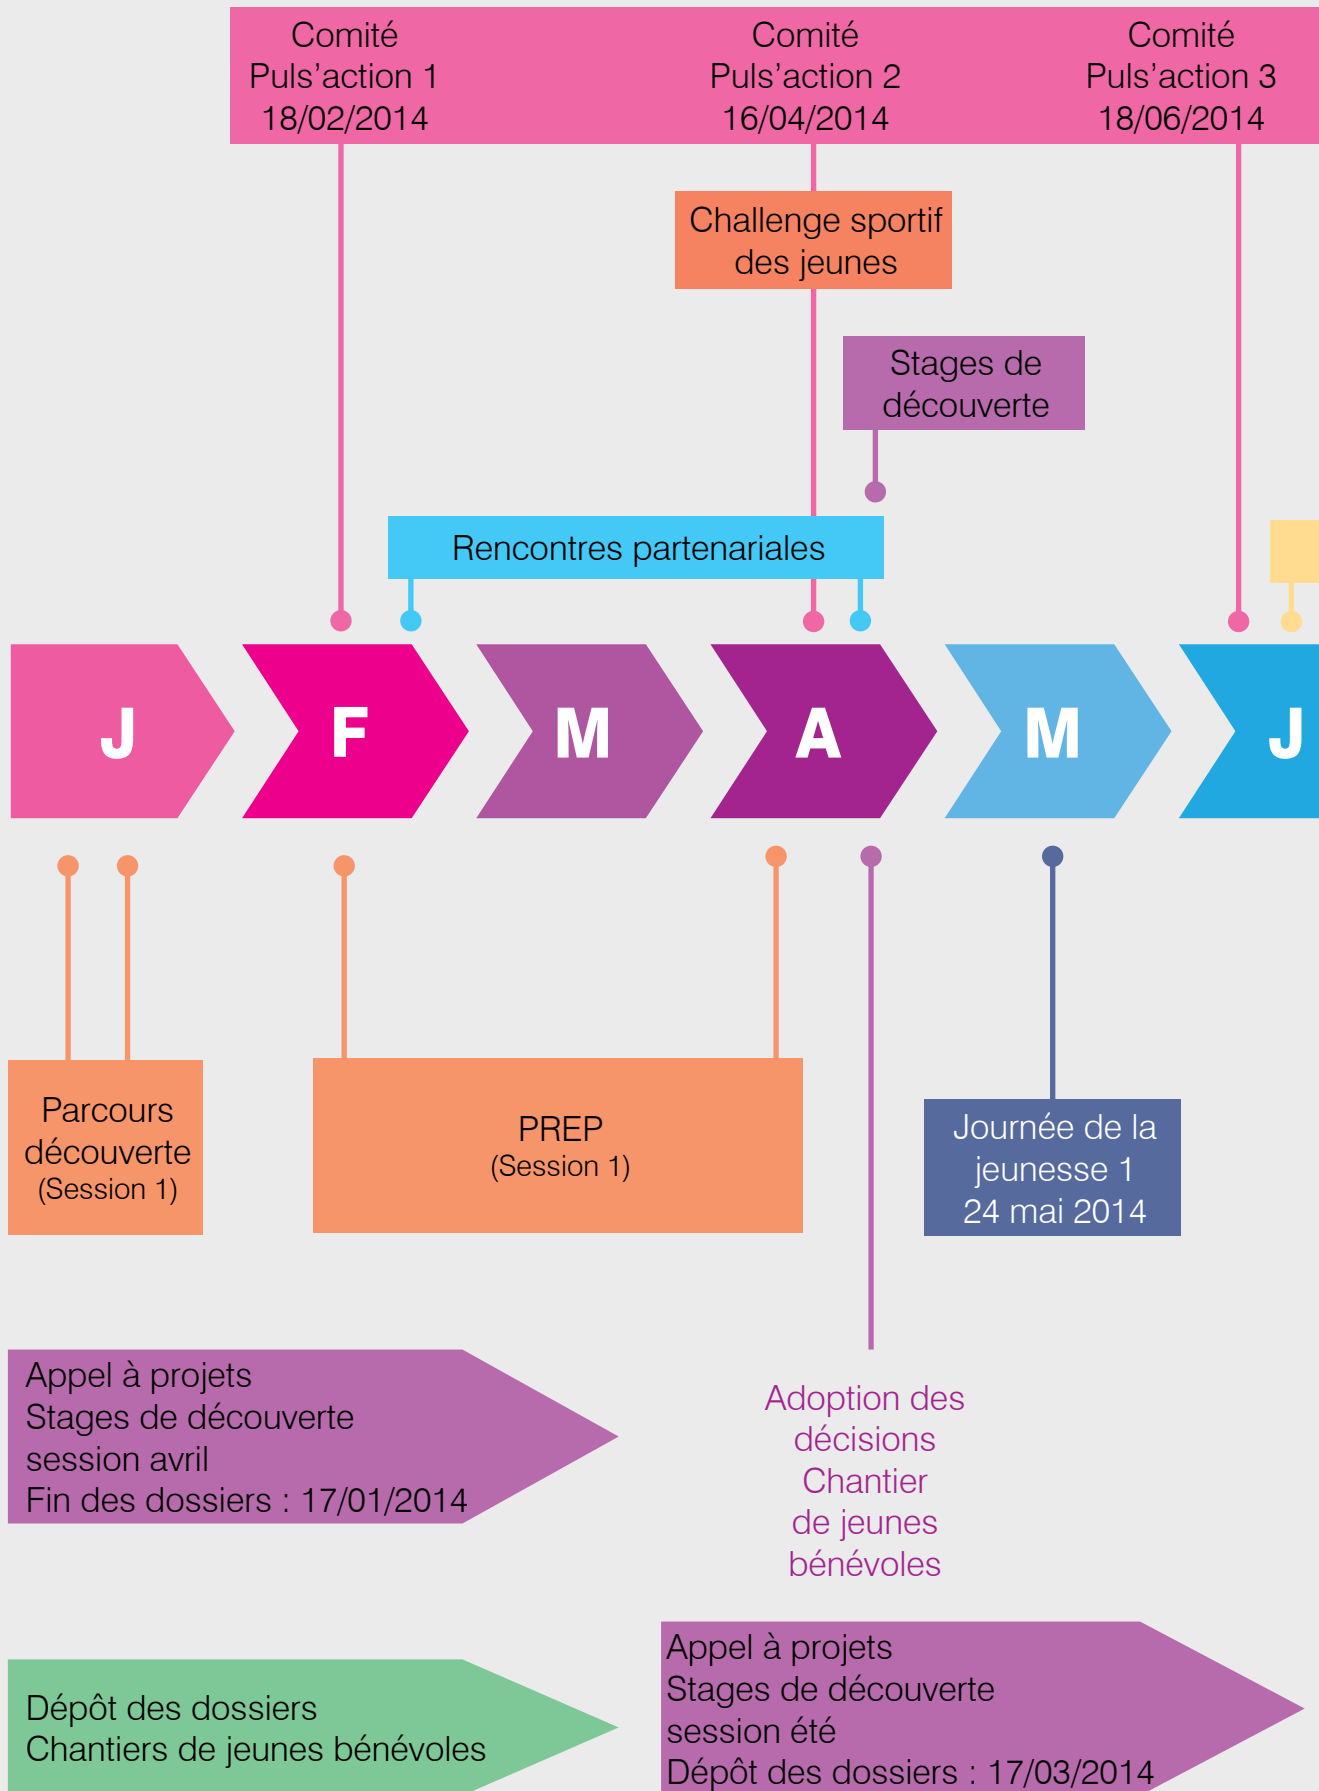 Comité
Puls’action 1
18/02/2014
Comité
Puls’action 2
16/04/2014
Comité
Puls’action 3
18/06/2014
Challenge sportif
des jeunes
Stages de
découverte
Rencontres partenariales
J
F
M
A
M
J
Parcours
découverte
(Session 1)
PREP
(Session 1)
Journée de la
jeunesse 1
24 mai 2014
Appel à projets
Stages de découverte
session avril
Fin des dossiers : 17/01/2014
Adoption des
décisions
Chantier
de jeunes
bénévoles
Dépôt des dossiers
Chantiers de jeunes bénévoles
Appel à projets
Stages de découverte
session été
Dépôt des dossiers : 17/03/2014